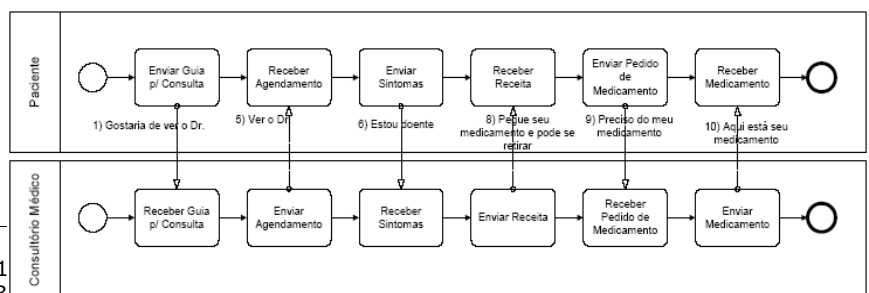 Paciente
Enviar Guia
p/ Consulta
Receber
Agendamento
Enviar
Sintomas
Receber
Receita
Enviar Pedido
de
Medicamento
Receber
Medicamento
1) Gostaria de ver o Dr.
5) Ver o Dr.
6) Estou doente
8) Pegue seu
medicamento e pode se
retirar
9) Preciso do meu
medicamento
10) Aqui está seu
medicamento
Consultório Médico
Receber Guia
p/ Consulta
Enviar
Agendamento
Receber
Sintomas
Enviar Receita
Receber
Pedido de
Medicamento
Enviar
Medicamento
1